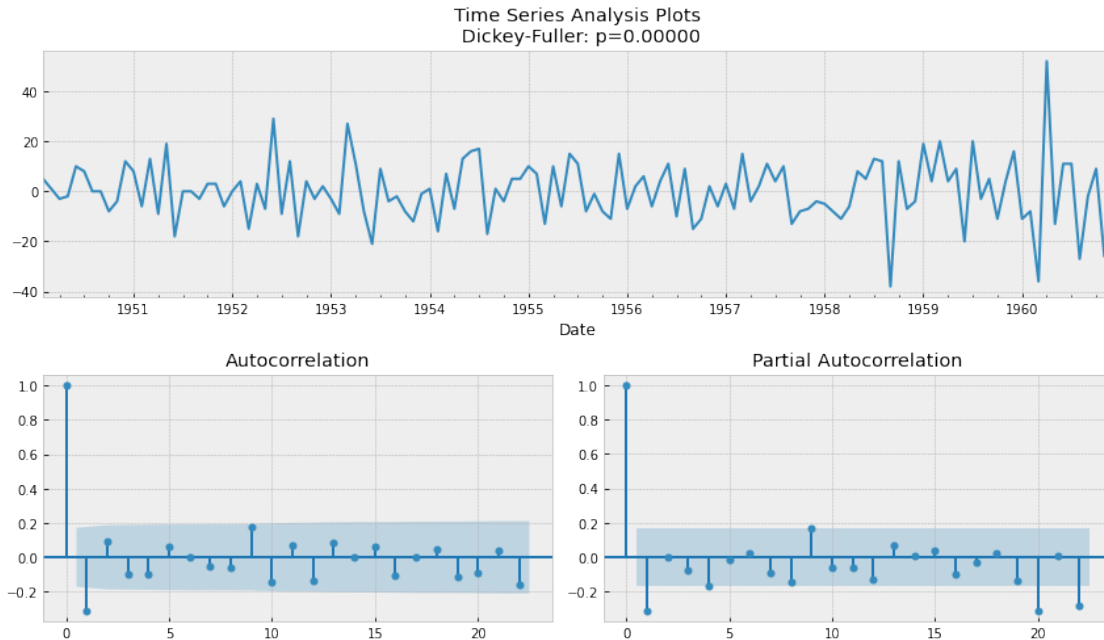 Time Series Analysis Plots
Dickey-Fuller: p=0.00000
40
20
0
−20
−40
1951 1952 1953 1954 1955 1956 1957 1958 1959 1960
Date
Autocorrelation
1.0
0.8
0.6
0.4
0.2
0.0
−0.2
0 5 10 15 20
Partial Autocorrelation
1.0
0.8
0.6
0.4
0.2
0.0
−0.2
0 5 10 15 20